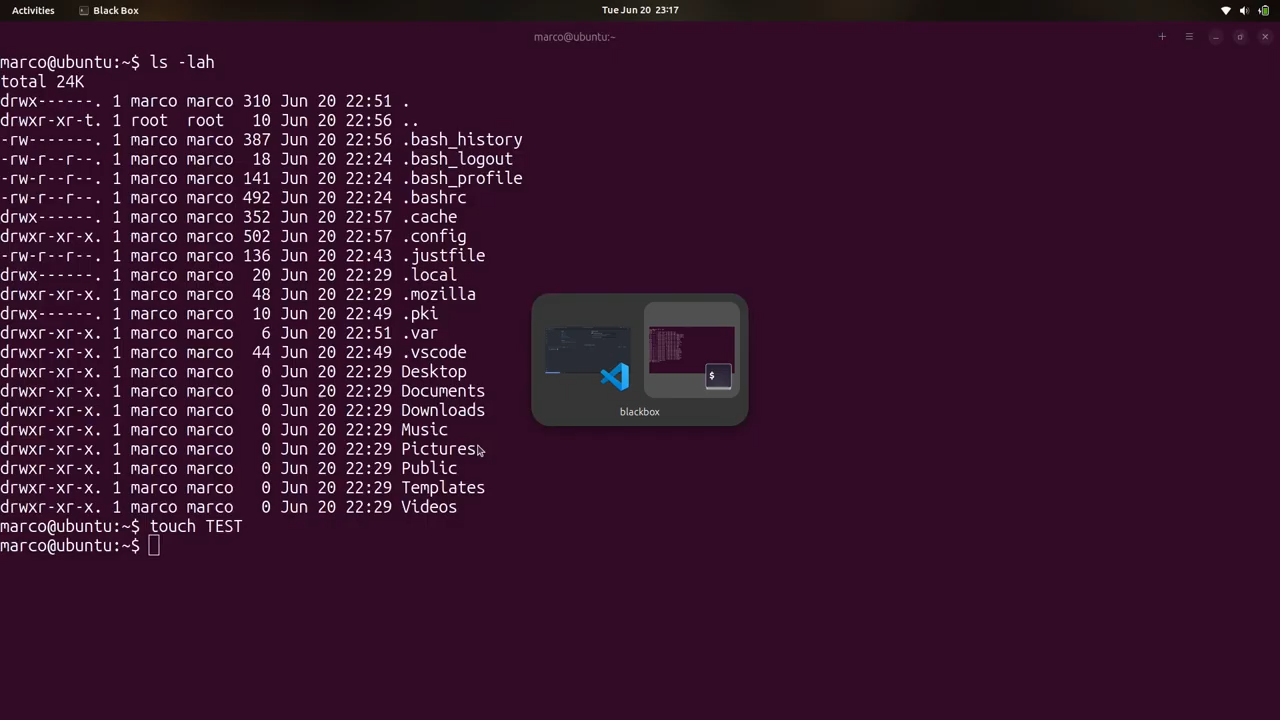 Activities Black Box Tue Jun 20 23:17
marco@ubuntu:~
marco@ubuntu:~$ ls -lah
total 24K
drwx------. 1 marco marco 310 Jun 20 22:51 .
drwxr-xr-t. 1 root  root   10 Jun 20 22:56 ..
-rw-------. 1 marco marco 387 Jun 20 22:56 .bash_history
-rw-r--r--. 1 marco marco  18 Jun 20 22:24 .bash_logout
-rw-r--r--. 1 marco marco 141 Jun 20 22:24 .bash_profile
-rw-r--r--. 1 marco marco 492 Jun 20 22:24 .bashrc
drwx------. 1 marco marco 352 Jun 20 22:57 .cache
drwxr-xr-x. 1 marco marco 502 Jun 20 22:57 .config
-rw-r--r--. 1 marco marco 136 Jun 20 22:43 .justfile
drwx------. 1 marco marco  20 Jun 20 22:29 .local
drwxr-xr-x. 1 marco marco  48 Jun 20 22:29 .mozilla
drwx------. 1 marco marco  10 Jun 20 22:49 .pki
drwxr-xr-x. 1 marco marco   6 Jun 20 22:51 .var
drwxr-xr-x. 1 marco marco  44 Jun 20 22:49 .vscode
drwxr-xr-x. 1 marco marco   0 Jun 20 22:29 Desktop
drwxr-xr-x. 1 marco marco   0 Jun 20 22:29 Documents
drwxr-xr-x. 1 marco marco   0 Jun 20 22:29 Downloads
drwxr-xr-x. 1 marco marco   0 Jun 20 22:29 Music
drwxr-xr-x. 1 marco marco   0 Jun 20 22:29 Pictures
drwxr-xr-x. 1 marco marco   0 Jun 20 22:29 Public
drwxr-xr-x. 1 marco marco   0 Jun 20 22:29 Templates
drwxr-xr-x. 1 marco marco   0 Jun 20 22:29 Videos
marco@ubuntu:~$ touch TEST
marco@ubuntu:~$
$
blackbox